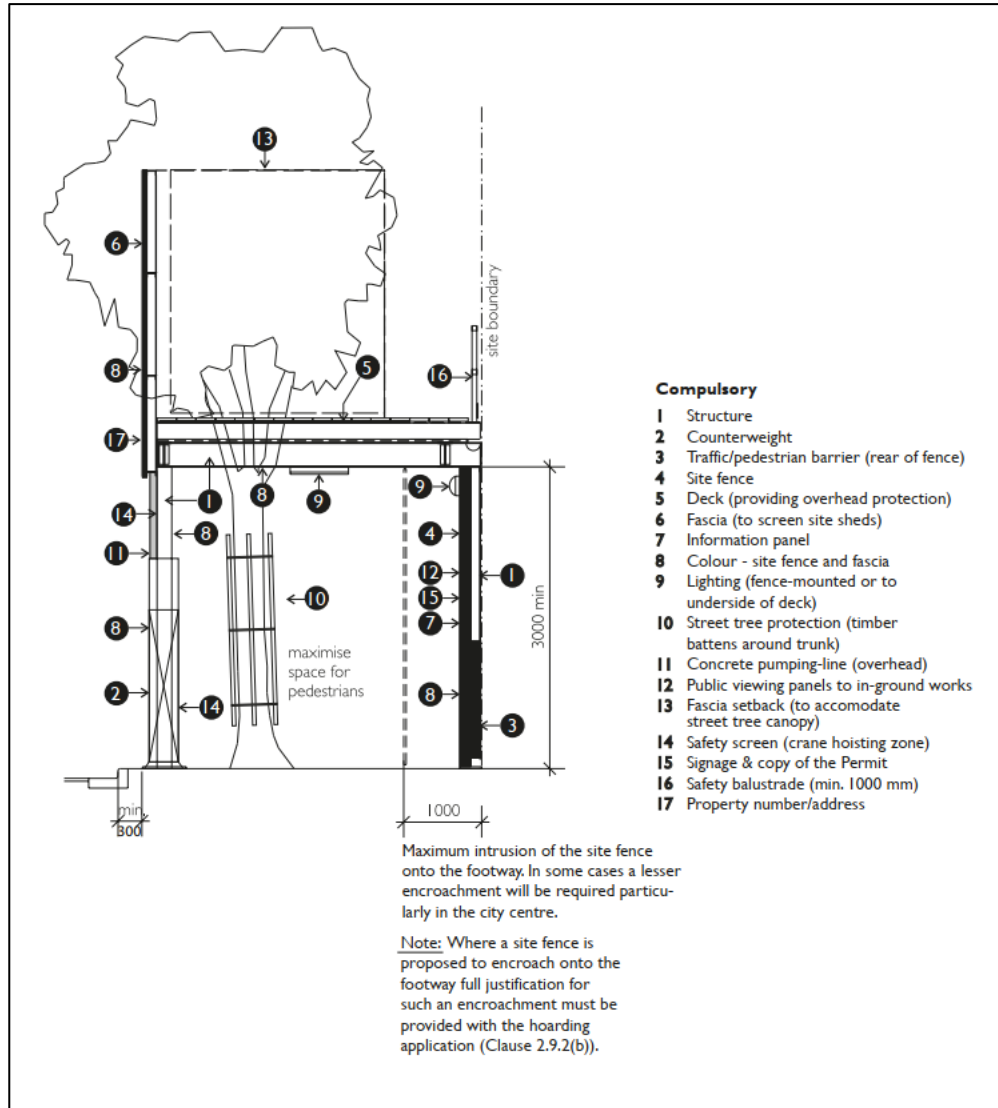 13
6
site boundary
8
5
16
17
1
8
9
9
1
14
8
4
11
12
1
15
10
7
3000 min
8
maximise
space for
pedestrians
2
14
8
3
min.
300
1000
Maximum intrusion of the site fence
onto the footway. In some cases a lesser
encroachment will be required particu-
larly in the city centre.
Note: Where a site fence is
proposed to encroach onto the
footway full justification for
such an encroachment must be
provided with the hoarding
application (Clause 2.9.2(b)).
Compulsory
1 Structure
2 Counterweight
3 Traffic/pedestrian barrier (rear of fence)
4 Site fence
5 Deck (providing overhead protection)
6 Fascia (to screen site sheds)
7 Information panel
8 Colour - site fence and fascia
9 Lighting (fence-mounted or to
underside of deck)
10 Street tree protection (timber
battens around trunk)
11 Concrete pumping-line (overhead)
12 Public viewing panels to in-ground works
13 Fascia setback (to accomodate
street tree canopy)
14 Safety screen (crane hoisting zone)
15 Signage & copy of the Permit
16 Safety balustrade (min. 1000 mm)
17 Property number/address